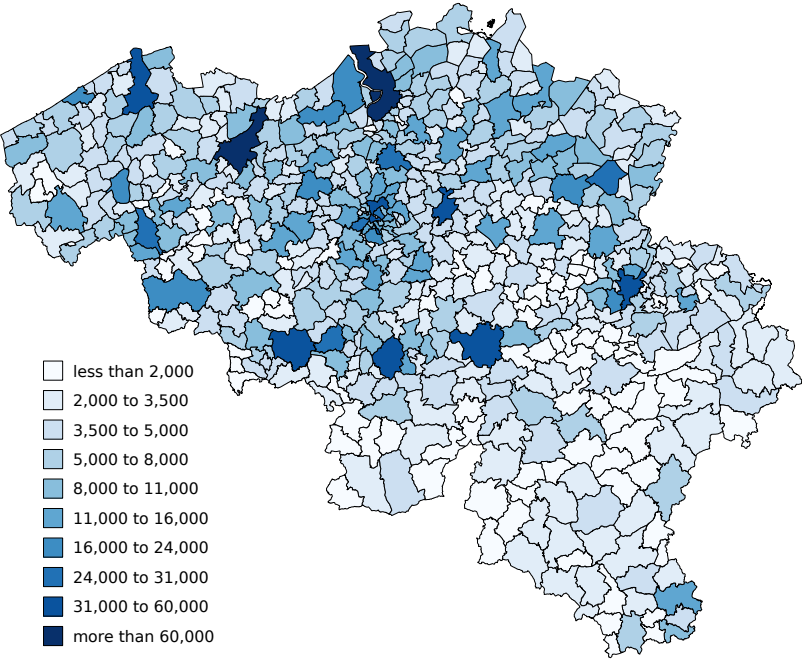 less than 2,000
2,000 to 3,500
3,500 to 5,000
5,000 to 8,000
8,000 to 11,000
11,000 to 16,000
16,000 to 24,000
24,000 to 31,000
31,000 to 60,000
more than 60,000